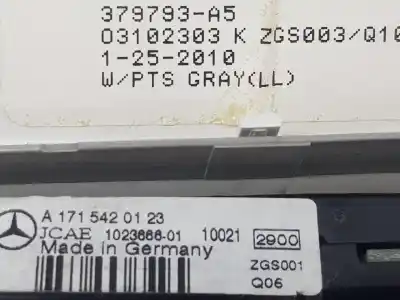 379793-A5
03102303 K ZGS003/Q10
1-25-2010
W/PTS GRAY(LL)
A 171 542 01 23
JCAE 1023666-01 10021 2900
Made in Germany
ZGS001
Q06